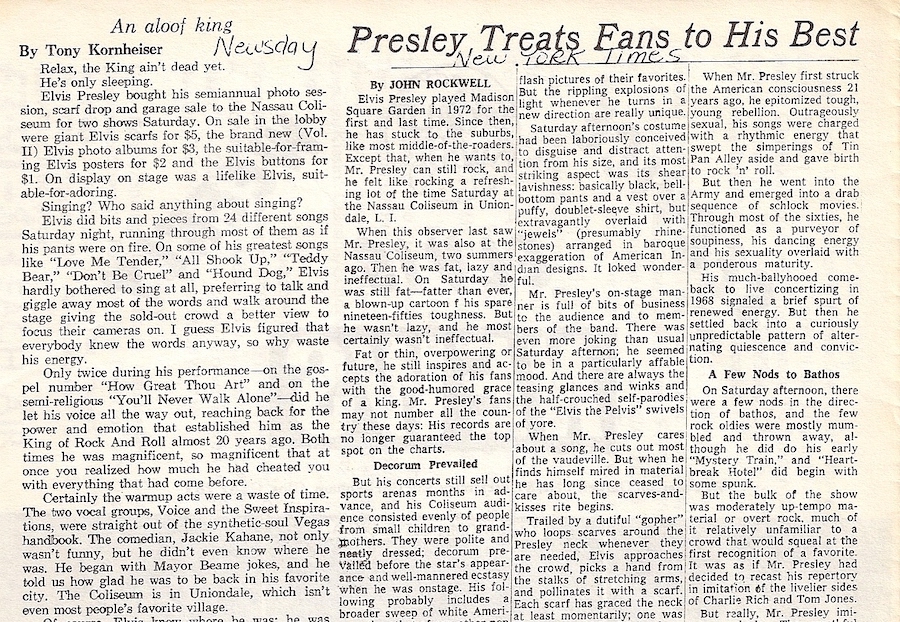 An aloof king
By Tony Kornheiser
Newsday
Relax, the King ain't dead yet.
He's only sleeping.
Elvis Presley bought his semiannual photo ses-
sion, scarf drop and garage sale to the Nassau Coli-
seum for two shows Saturday. On sale in the lobby
were giant Elvis scarfs for $5, the brand new (Vol.
II) Elvis photo albums for $3, the suitable-for-fram-
ing Elvis posters for $2 and the Elvis buttons for
$1. On display on stage was a lifelike Elvis, suit-
able-for-adoring.
Singing? Who said anything about singing?
Elvis did bits and pieces from 24 different songs
Saturday night, running through most of them as if
his pants were on fire. On some of his greatest songs
like "Love Me Tender," "All Shook Up," "Teddy
Bear," "Don't Be Cruel" and "Hound Dog," Elvis
hardly bothered to sing at all, preferring to talk and
giggle away most of the words and walk around the
stage giving the sold-out crowd a better view to
focus their cameras on. I guess Elvis figured that
everybody knew the words anyway, so why waste
his energy.
Only twice during his performance—on the gos-
pel number "How Great Thou Art" and on the
semi-religious "You'll Never Walk Alone"—did he
let his voice all the way out, reaching back for the
power and emotion that established him as the
King of Rock And Roll almost 20 years ago. Both
times he was magnificent, so magnificent that at
once you realized how much he had cheated you
with everything that had come before.
Certainly the warmup acts were a waste of time.
The two vocal groups, Voice and the Sweet Inspira-
tions, were straight out of the synthetic-soul Vegas
handbook. The comedian, Jackie Kahane, not only
wasn't funny, but he didn't even know where he
was. He began with Mayor Beame jokes, and he
told us how glad he was to be back in his favorite
city. The Coliseum is in Uniondale, which isn't
even most people's favorite village.
Of course, Elvis knew where he was; he was
Presley Treats Fans to His Best
New York Times
By JOHN ROCKWELL
Elvis Presley played Madison
Square Garden in 1972 for the
first and last time. Since then,
he has stuck to the suburbs,
like most middle-of-the-roaders.
Except that, when he wants to,
Mr. Presley can still rock, and
he felt like rocking a refresh-
ing lot of the time Saturday at
the Nassau Coliseum in Union-
dale, L. I.
When this observer last saw
Mr. Presley, it was also at the
Nassau Coliseum, two summers
ago. Then he was fat, lazy and
ineffectual. On Saturday he
was still fat—fatter than ever,
a blown-up cartoon f his spare
nineteen-fifties toughness. But
he wasn't lazy, and he most
certainly wasn't ineffectual.
Fat or thin, overpowering or
future, he still inspires and ac-
cepts the adoration of his fans
with the good-humored grace
of a king. Mr. Presley's fans
may not number all the coun-
try these days: His records are
no longer guaranteed the top
spot on the charts.
Decorum Prevailed
But his concerts still sell out
sports arenas months in ad-
vance, and his Coliseum audi-
ence consisted evenly of people
from small children to grand-
mothers. They were polite and
neatly dressed; decorum pre-
vailed before the star's appear-
ance and well-mannered ecstasy
when he was onstage. His fol-
lowing probably includes a
broader sweep of white Ameri-
flash pictures of their favorites.
But the rippling explosions of
light whenever he turns in a
new direction are really unique.
Saturday afternoon's costume
had been laboriously conceived
to disguise and distract atten-
tion from his size, and its most
striking aspect was its shear
lavishness: basically black, bell-
bottom pants and a vest over a
puffy, doublet-sleeve shirt, but
extravagantly overlaid with
"jewels" (presumably rhine-
stones) arranged in baroque
exaggeration of American In-
dian designs. It loked wonder-
ful.
Mr. Presley's on-stage man-
ner is full of bits of business
to the audience and to mem-
bers of the band. There was
even more joking than usual
Saturday afternon; he seemed
to be in a particularly affable
mood. And there are always the
teasing glances and winks and
the half-crouched self-parodies
of the "Elvis the Pelvis" swivels
of yore.
When Mr. Presley cares
about a song, he cuts out most
of the vaudeville. But when he
finds himself mired in material
he has long since ceased to
care about, the scarves-and-
kisses rite begins.
Trailed by a dutiful "gopher"
who loops scarves around the
Presley neck whenever they
are needed, Elvis approaches
the crowd, picks a hand from
the stalks of stretching arms,
and pollinates it with a scarf.
Each scarf has graced the neck
at least momentarily; one was
When Mr. Presley first struck
the American consciousness 21
years ago, he epitomized tough,
young rebellion. Outrageously
sexual, his songs were charged
with a rhythmic energy that
swept the simperings of Tin
Pan Alley aside and gave birth
to rock 'n' roll.
But then he went into the
Army and emerged into a drab
sequence of schlock movies.
Through most of the sixties, he
functioned as a purveyor of
soupiness, his dancing energy
and his sexuality overlaid with
a ponderous maturity.
His much-ballyhooed come-
back to live concertizing in
1968 signaled a brief spurt of
renewed energy. But then he
settled back into a curiously
unpredictable pattern of alter-
nating quiescence and convic-
tion.
A Few Nods to Bathos
On Saturday afternoon, there
were a few nods in the direc-
tion of bathos, and the few
rock oldies were mostly mum-
bled and thrown away, al-
though he did do his early
"Mystery Train," and "Heart-
break Hotel" did begin with
some spunk.
But the bulk of the show
was moderately up-tempo ma-
terial or overt rock, much of
it relatively unfamiliar to a
crowd that would squeal at the
first recognition of a favorite.
It was as if Mr. Presley had
decided to recast his repertory
in imitation of the livelier sides
of Charlie Rich and Tom Jones.
But really, Mr. Presley imi-